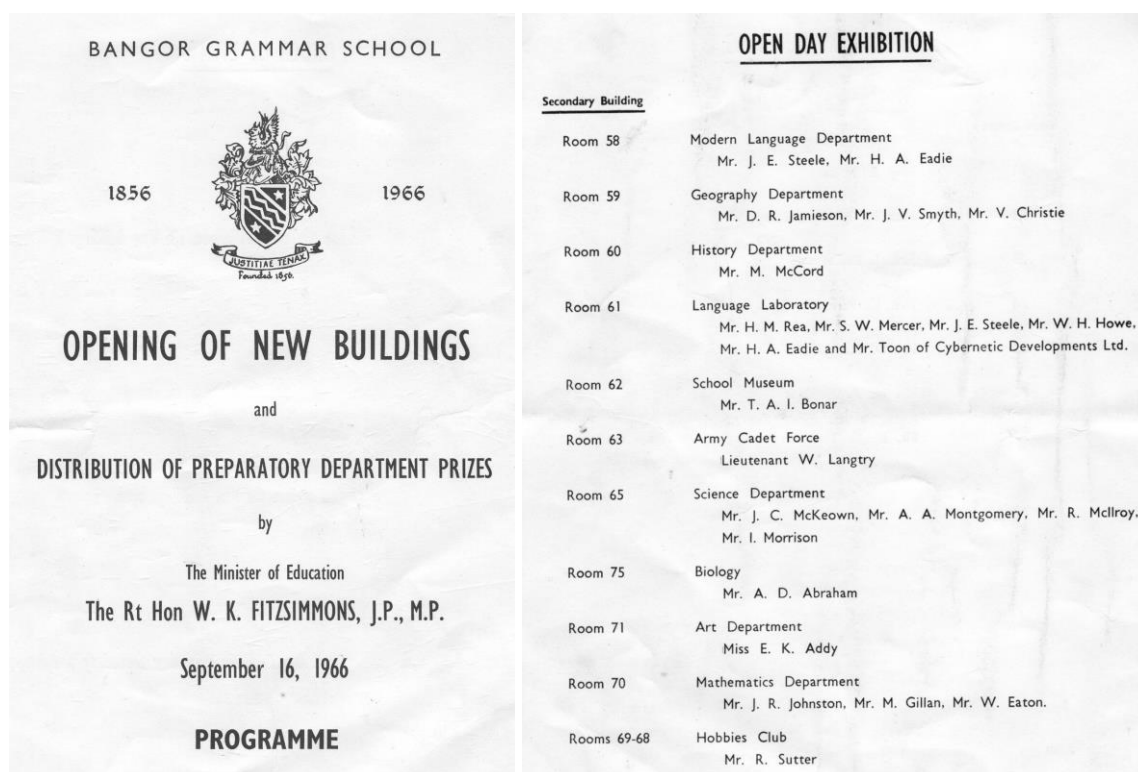 BANGOR GRAMMAR SCHOOL
1856
1966
JUSTITIAE TENAX
Founded 1856.
OPENING OF NEW BUILDINGS
and
DISTRIBUTION OF PREPARATORY DEPARTMENT PRIZES
by
The Minister of Education
The Rt Hon W. K. FITZSIMMONS, J.P., M.P.
September 16, 1966
PROGRAMME
OPEN DAY EXHIBITION
Secondary Building
Room 58 Modern Language Department
Mr. J. E. Steele, Mr. H. A. Eadie
Room 59 Geography Department
Mr. D. R. Jamieson, Mr. J. V. Smyth, Mr. V. Christie
Room 60 History Department
Mr. M. McCord
Room 61 Language Laboratory
Mr. H. M. Rea, Mr. S. W. Mercer, Mr. J. E. Steele, Mr. W. H. Howe,
Mr. H. A. Eadie and Mr. Toon of Cybernetic Developments Ltd.
Room 62 School Museum
Mr. T. A. I. Bonar
Room 63 Army Cadet Force
Lieutenant W. Langtry
Room 65 Science Department
Mr. J. C. McKeown, Mr. A. A. Montgomery, Mr. R. McIlroy,
Mr. I. Morrison
Room 75 Biology
Mr. A. D. Abraham
Room 71 Art Department
Miss E. K. Addy
Room 70 Mathematics Department
Mr. J. R. Johnston, Mr. M. Gillan, Mr. W. Eaton.
Rooms 69-68 Hobbies Club
Mr. R. Sutter